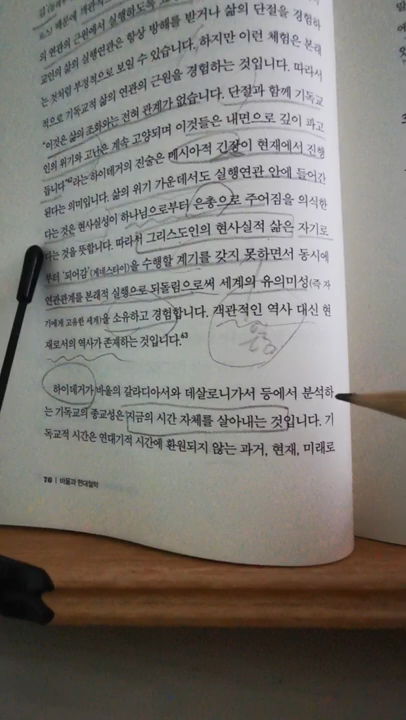 의 연관의 근원에서 실행하도록
교인의 삶의 실행연관은 항상 방해를 받거나 삶의 단절을 경험하
는 것처럼 부정적으로 보일 수 있습니다. 하지만 이런 체험은 본래
적으로 기독교적 삶의 연관의 근원을 경험하는 것입니다. 따라서
"이것은 삶의 조화와는 전혀 관계가 없습니다. 단절과 함께 기독교
인의 위기와 고난은 계속 고양되며 이것들은 내면으로 깊이 파고
듭니다"라는 하이데거의 진술은 메시아적 긴장이 현재에서 진행
된다는 의미입니다. 삶의 위기 가운데서도 실행연관 안에 들어간
다는 것은 현사실성이 하나님으로부터 은총으로 주어짐을 의식한
다는 것을 뜻합니다. 따라서 그리스도인의 현사실적 삶은 자기로
부터 '되어감'(게네스타이)을 수행할 계기를 갖지 못하면서 동시에
연관관계를 본래적 실행으로 되돌림으로써 세계의 유의미성(즉 자
기에게 고유한 세계)을 소유하고 경험합니다. 객관적인 역사 대신 현
재로서의 역사가 존재하는 것입니다.63
하이데거가 바울의 갈라디아서와 데살로니가서 등에서 분석하
는 기독교의 종교성은 지금의 시간 자체를 살아내는 것입니다. 기
독교적 시간은 연대기적 시간에 환원되지 않는 과거, 현재, 미래로
76 | 바울과 현대철학